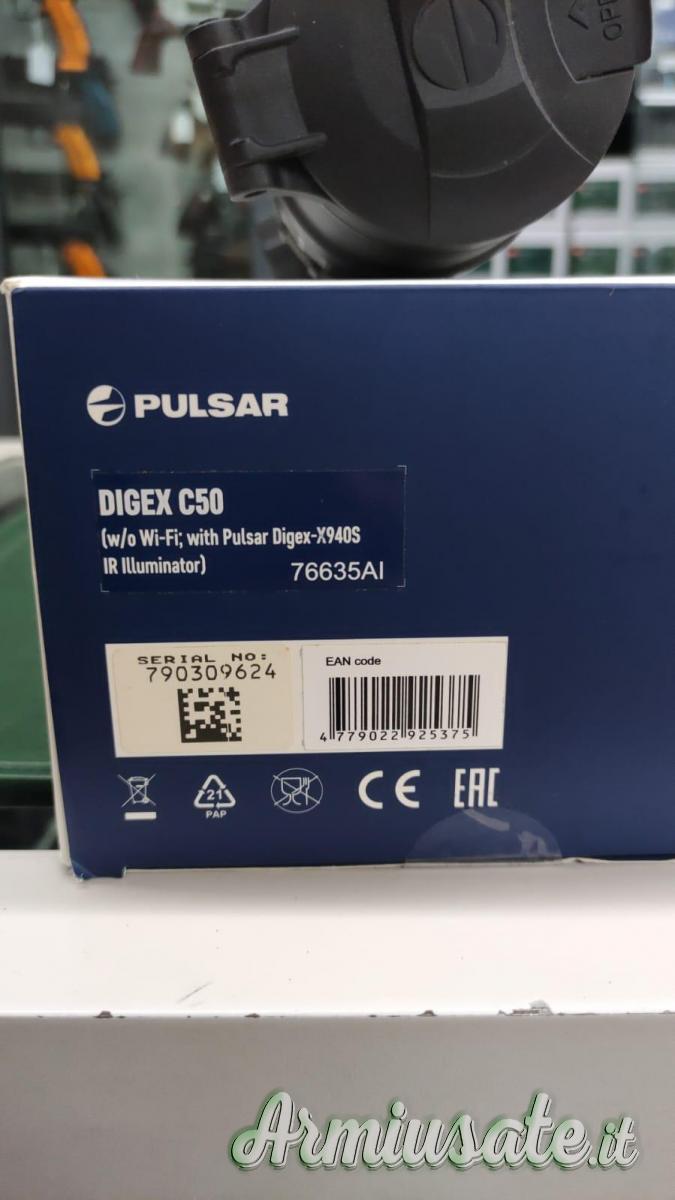 OPE
PULSAR
DIGEX C50
(w/o Wi-Fi; with Pulsar Digex-X940S
IR Illuminator)
76635AI
SERIAL NO:
790309624
EAN code
4 779022 925375
21
PAP
CE
EAC
Armiusate.it